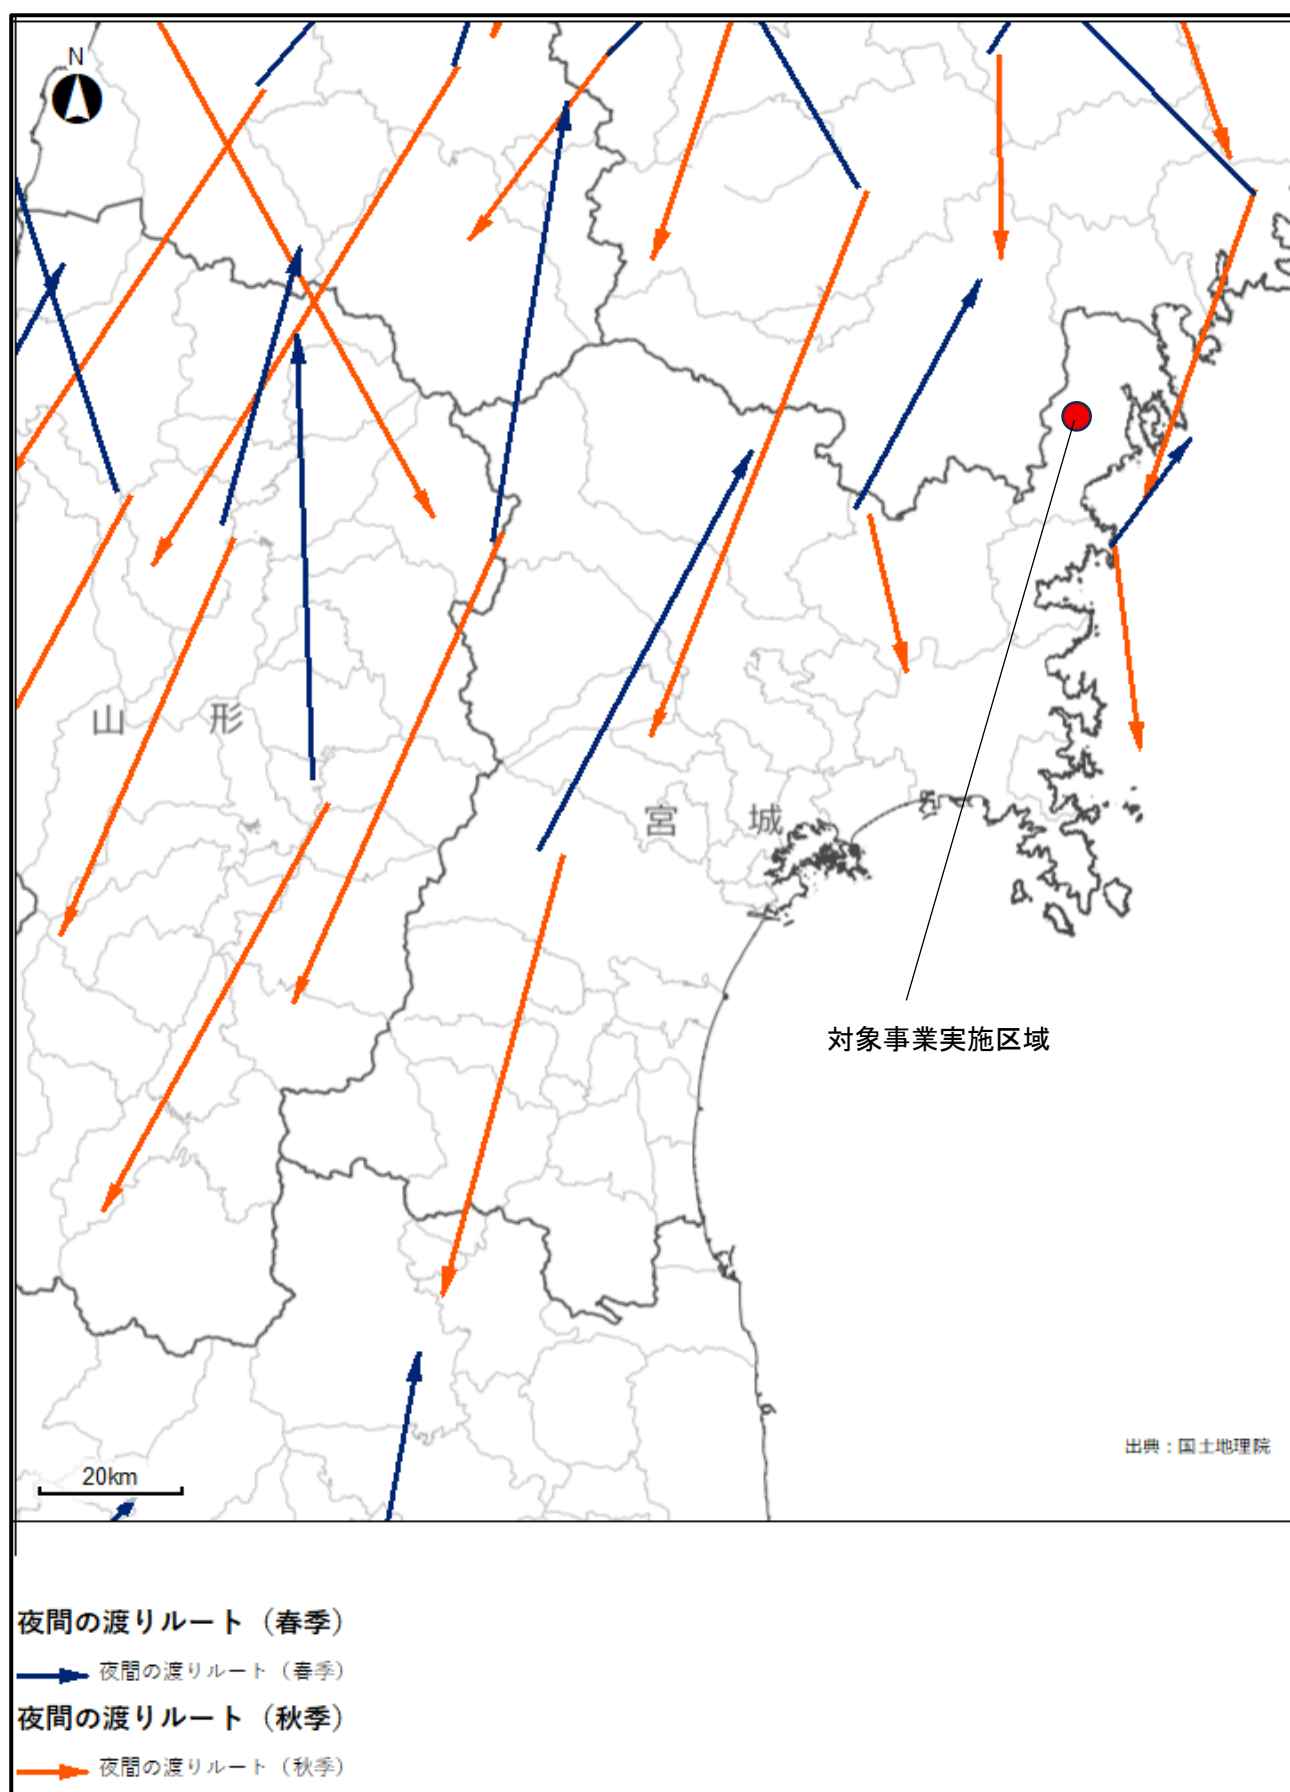 N
山形
宮城
対象事業実施区域
出典：国土地理院
20km
夜間の渡りルート（春季）
夜間の渡りルート（春季）
夜間の渡りルート（秋季）
夜間の渡りルート（秋季）